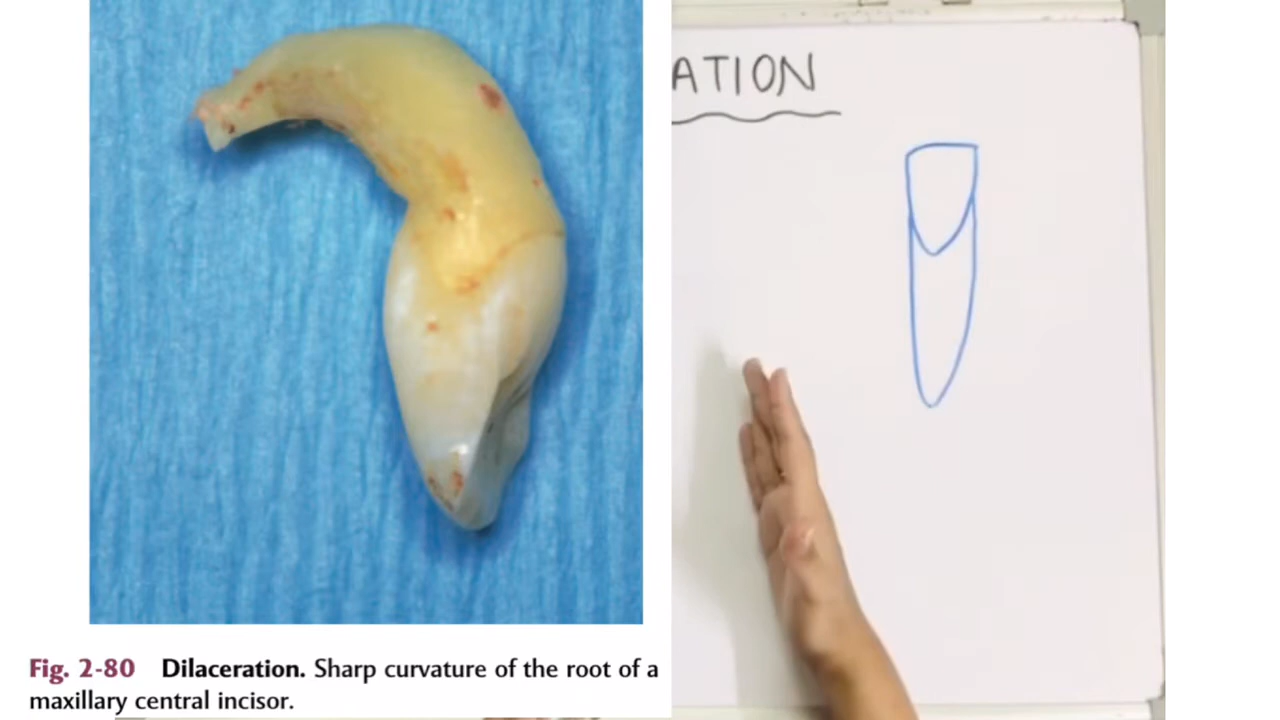 ATION
Fig. 2-80 Dilaceration. Sharp curvature of the root of a
maxillary central incisor.